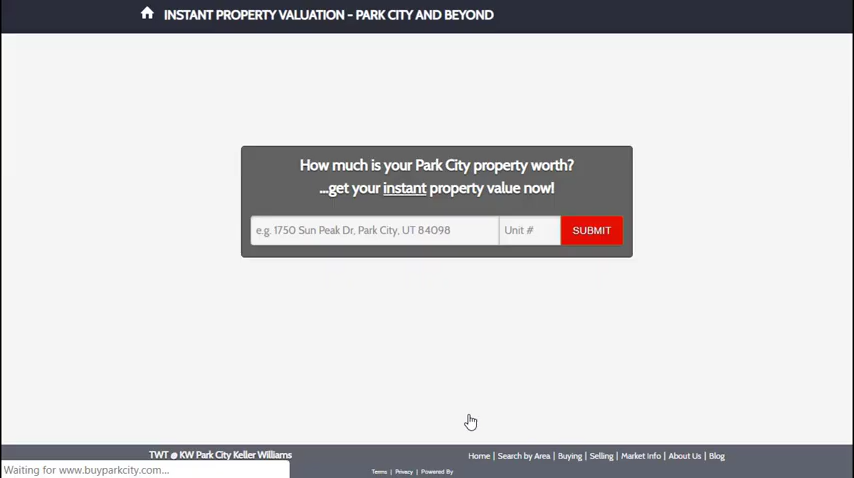 INSTANT PROPERTY VALUATION - PARK CITY AND BEYOND
How much is your Park City property worth?
...get your instant property value now!
e.g. 1750 Sun Peak Dr, Park City, UT 84098
Unit #
SUBMIT
TWT @ KW Park City Keller Williams
Home | Search by Area | Buying | Selling | Market Info | About Us | Blog
Waiting for www.buyparkcity.com...
Terms | Privacy | Powered By